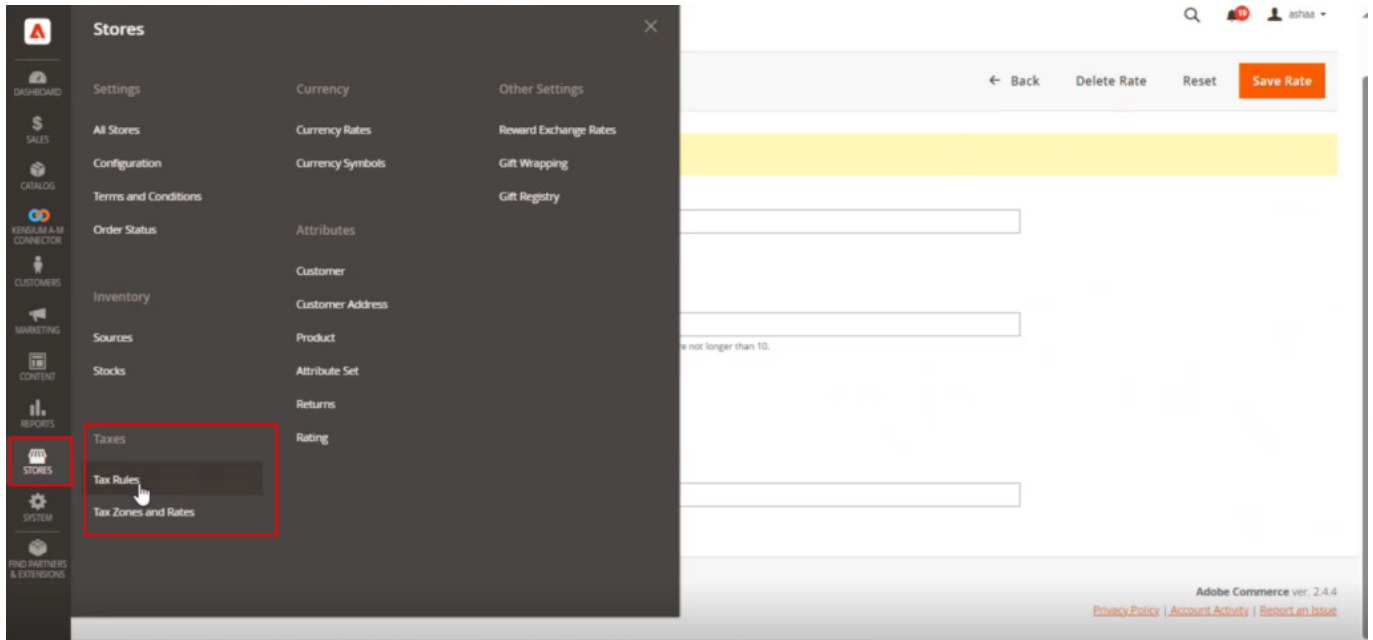 DASHBOARD
SALES
CATALOG
KENSIUM A-M
CONNECTOR
CUSTOMERS
MARKETING
CONTENT
REPORTS
STORES
SYSTEM
FIND PARTNERS
& EXTENSIONS
Stores
Settings
All Stores
Configuration
Terms and Conditions
Order Status
Inventory
Sources
Stocks
Taxes
Tax Rules
Tax Zones and Rates
Currency
Currency Rates
Currency Symbols
Attributes
Customer
Customer Address
Product
Attribute Set
Returns
Rating
Other Settings
Reward Exchange Rates
Gift Wrapping
Gift Registry
19 ashaa
← Back Delete Rate Reset Save Rate
not longer than 10.
Adobe Commerce ver. 2.4.4
Privacy Policy | Account Activity | Report an Issue